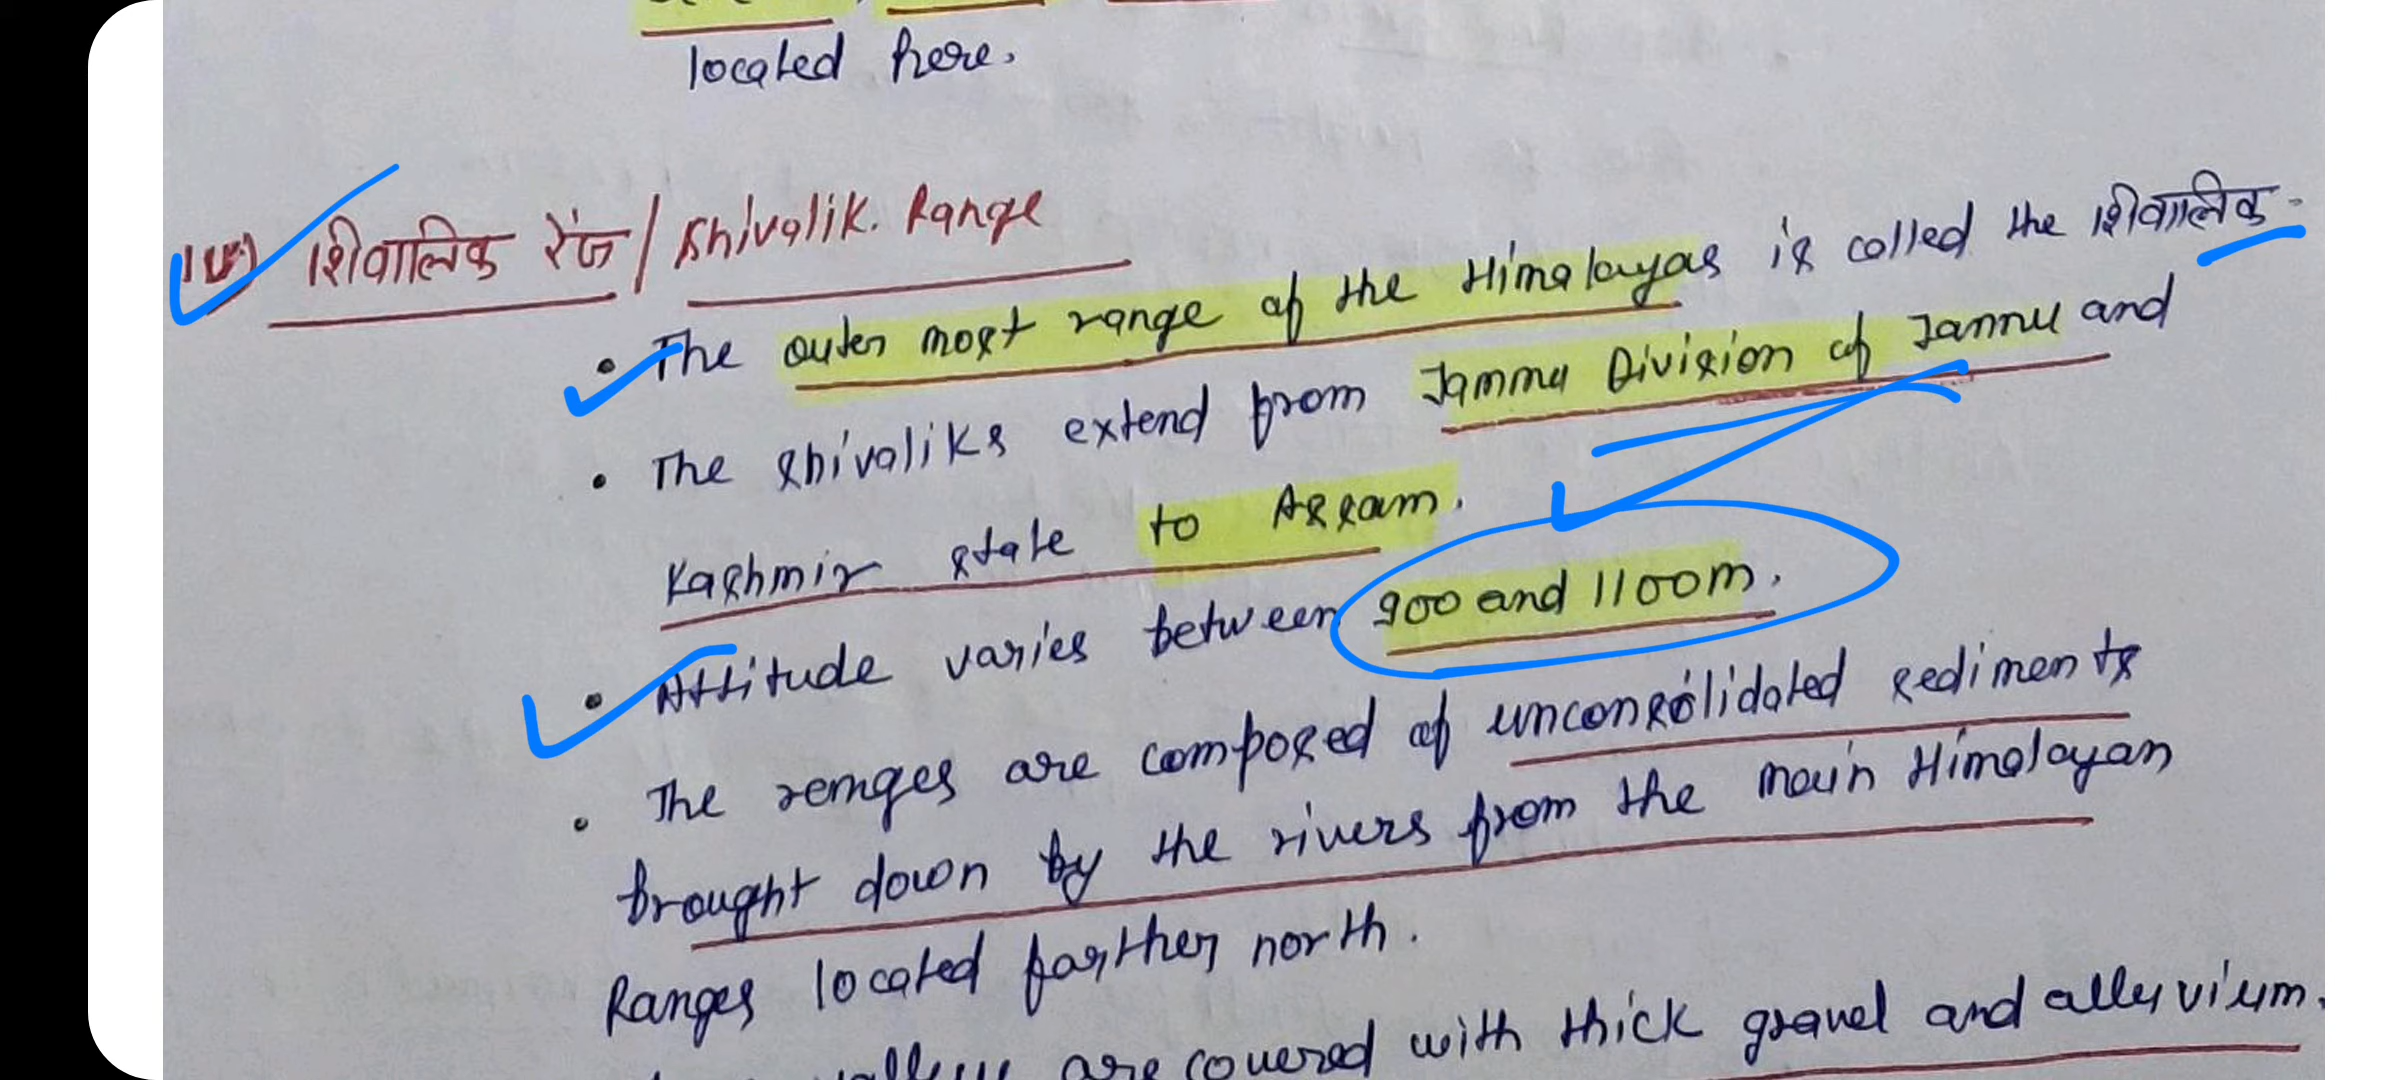 located here.
शिवालिक रेंज / Shivalik. Range
• The outer most range of the Himalayas is called the शिवालिक.
• The Shivaliks extend from Jammu Division of Jammu and
Kashmir state to Assam.
• Altitude varies between 900 and 1100m.
• The ranges are composed of unconsolidated sediments
brought down by the rivers from the main Himalayan
Ranges located farther north.
are covered with thick gravel and alluvium.